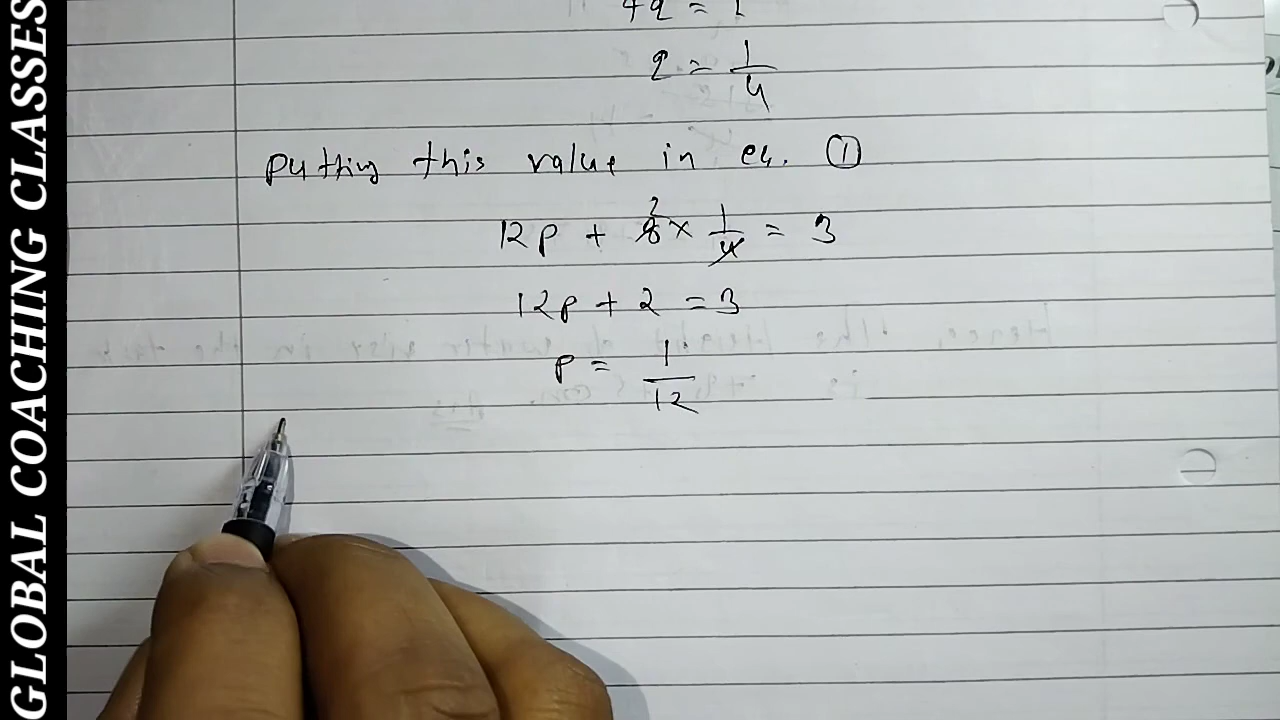 GLOBAL COACHING CLASSES
4q = 1
q = 1/4
Putting this value in eq. ①
12p + 8 × 1/4 = 3
12p + 2 = 3
p = 1/12